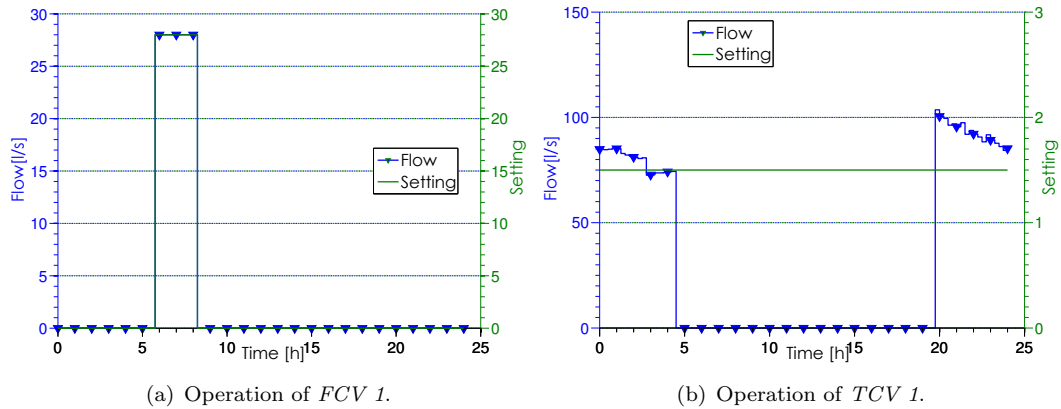 30
25
20
15
10
5
0
Flow[l/s]
30
25
20
15
10
5
0
Setting
Flow
Setting
0 5 10 15 20 25
Time [h]
(a) Operation of FCV 1.
150
100
50
0
Flow [l/s]
3
2
1
0
Setting
Flow
Setting
0 5 10 15 20 25
Time [h]
(b) Operation of TCV 1.